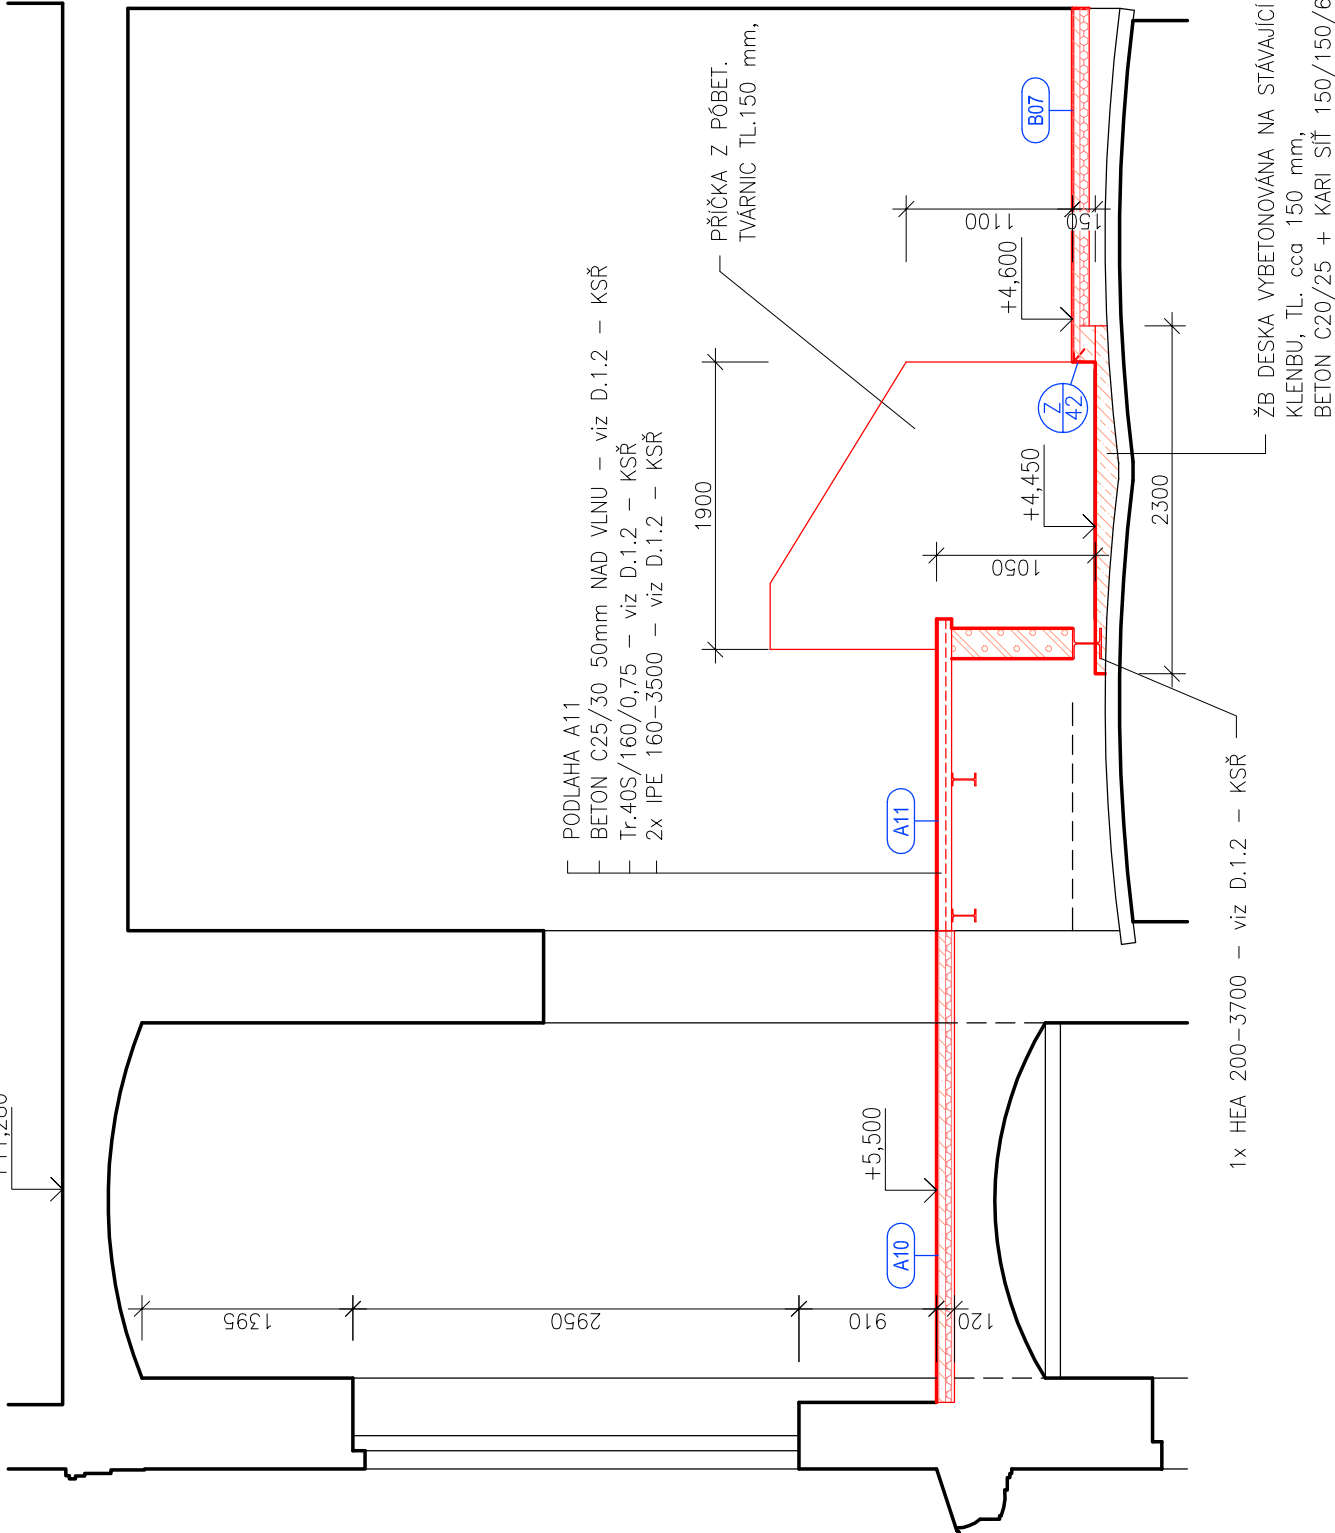 PODLAHA A11
BETON C25/30 50mm NAD VLNU – viz D.1.2 – KSŘ
Tr.40S/160/0,75 – viz D.1.2 – KSŘ
2x IPE 160–3500 – viz D.1.2 – KSŘ
PŘÍČKA Z PÓBET.
TVÁRNIC TL.150 mm,
1900
1100
150
B07
+4,600
Z
42
+4,450
1050
2300
A11
A10
+5,500
1395
2950
910
120
1x HEA 200–3700 – viz D.1.2 – KSŘ
ŽB DESKA VYBETONOVÁNA NA STÁVAJÍCÍ
KLENBU, TL. cca 150 mm,
BETON C20/25 + KARI SÍŤ 150/150/6